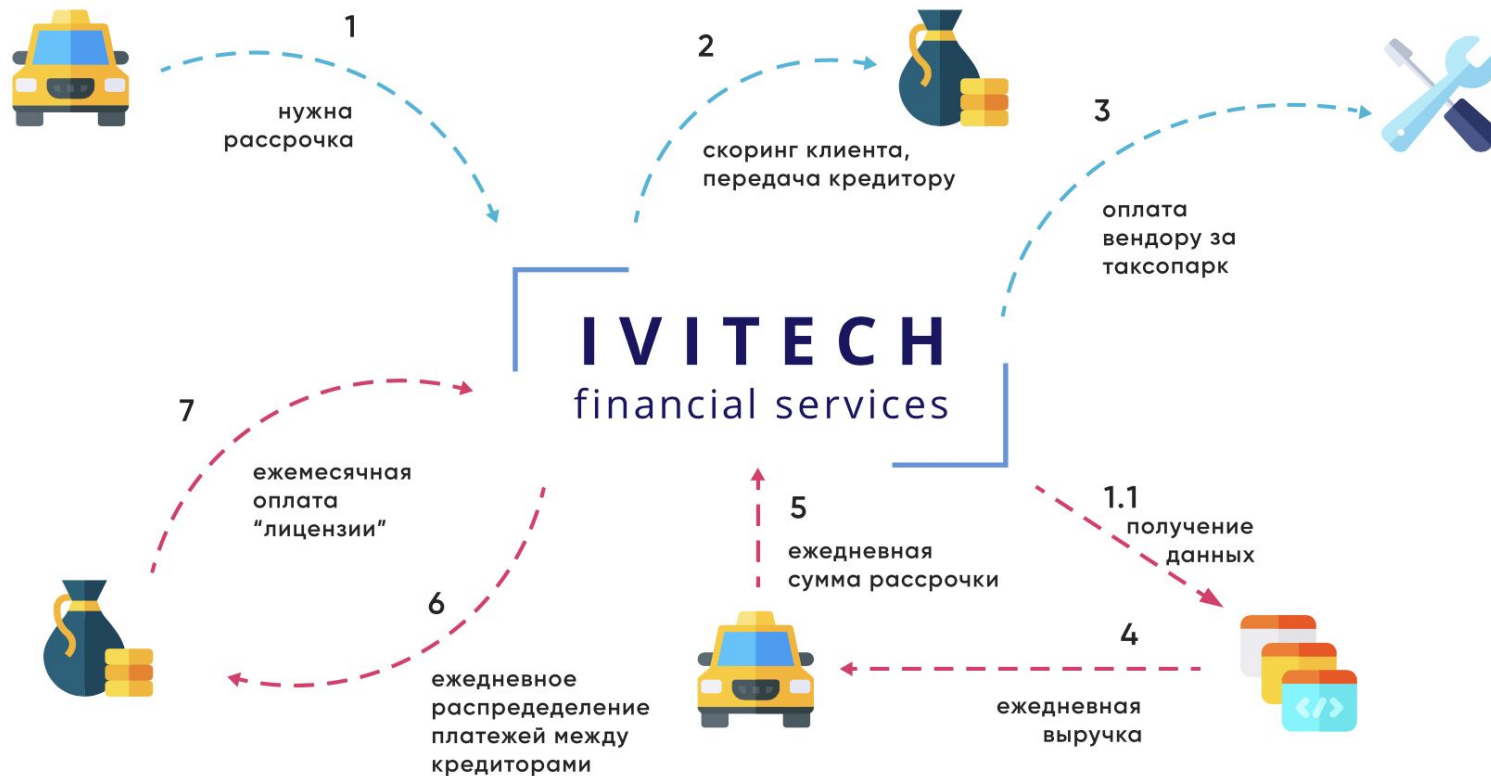 1
нужна
рассрочка
2
скоринг клиента,
передача кредитору
3
оплата
вендору за
таксопарк
IVITECH
financial services
7
ежемесячная
оплата
“лицензии”
6
ежедневное
распредеделение
платежей между
кредиторами
5
ежедневная
сумма рассрочки
1.1
получение
данных
4
ежедневная
выручка
<//>